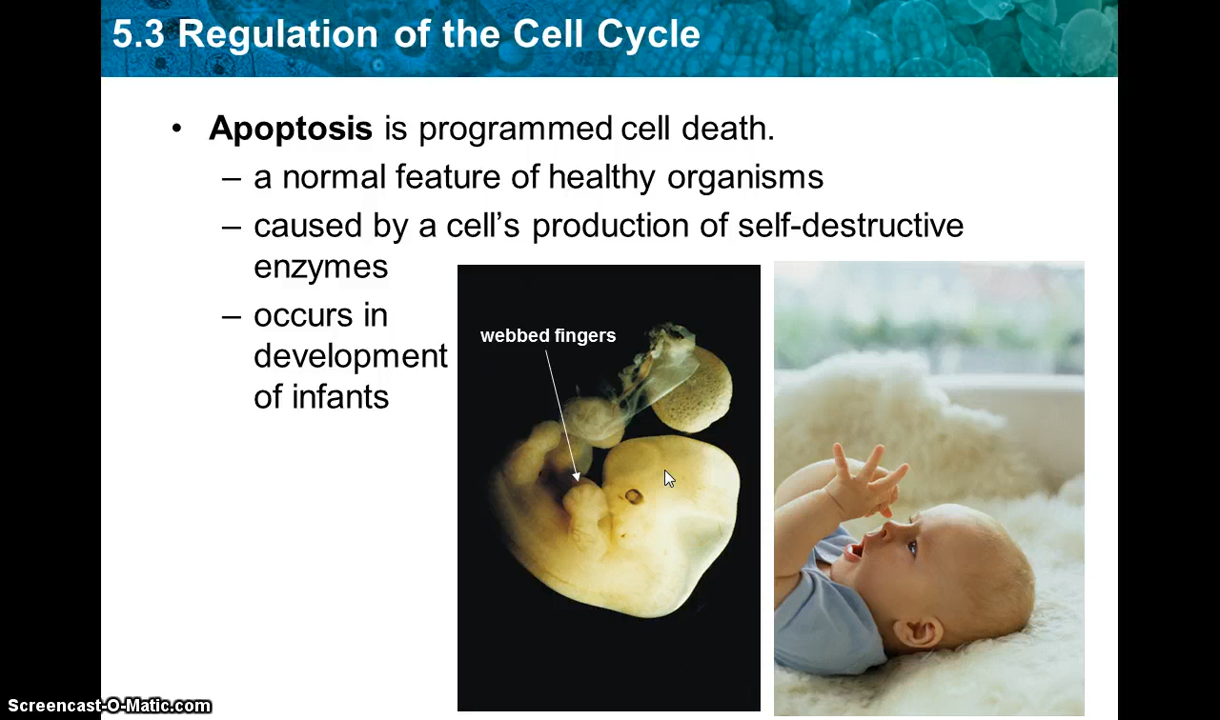 5.3 Regulation of the Cell Cycle
• Apoptosis is programmed cell death.
– a normal feature of healthy organisms
– caused by a cell’s production of self-destructive
enzymes
– occurs in
development
of infants
webbed fingers
Screencast-O-Matic.com